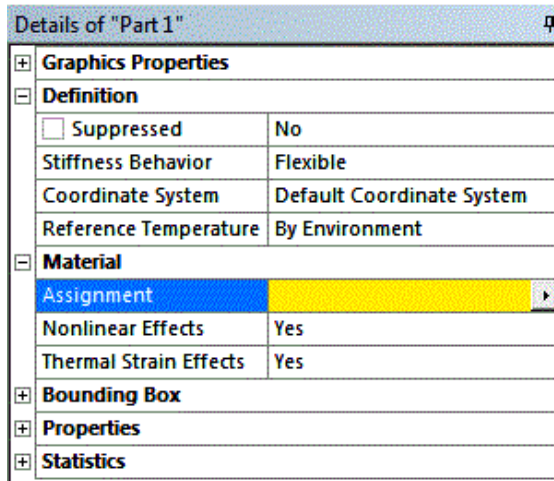 Details of "Part 1"
Graphics Properties
Definition
Suppressed No
Stiffness Behavior Flexible
Coordinate System Default Coordinate System
Reference Temperature By Environment
Material
Assignment
Nonlinear Effects Yes
Thermal Strain Effects Yes
Bounding Box
Properties
Statistics